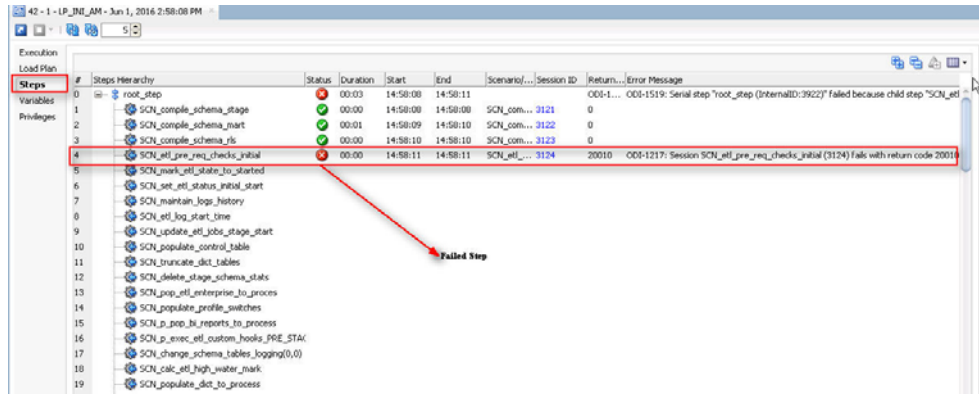 42 - 1 - LP_INI_AM - Jun 1, 2016 2:58:08 PM
5
Execution
Load Plan
Steps
Variables
Privileges
# Steps Hierarchy Status Duration Start End Scenario/... Session ID Return... Error Message
0 root_step 00:03 14:58:08 14:58:11 ODI-1... ODI-1519: Serial step "root_step (InternalID:3922)" failed because child step "SCN_etl
1 SCN_compile_schema_stage 00:00 14:58:08 14:58:08 SCN_com... 3121 0
2 SCN_compile_schema_mart 00:01 14:58:09 14:58:10 SCN_com... 3122 0
3 SCN_compile_schema_rls 00:00 14:58:10 14:58:10 SCN_com... 3123 0
4 SCN_etl_pre_req_checks_initial 00:00 14:58:11 14:58:11 SCN_etl_... 3124 20010 ODI-1217: Session SCN_etl_pre_req_checks_initial (3124) fails with return code 20010
5 SCN_mark_etl_state_to_started
6 SCN_set_etl_status_initial_start
7 SCN_maintain_logs_history
8 SCN_etl_log_start_time
9 SCN_update_etl_jobs_stage_start
10 SCN_populate_control_table
Failed Step
11 SCN_truncate_dict_tables
12 SCN_delete_stage_schema_stats
13 SCN_pop_etl_enterprise_to_proces
14 SCN_populate_profile_switches
15 SCN_p_pop_bi_reports_to_process
16 SCN_p_exec_etl_custom_hooks_PRE_STAC
17 SCN_change_schema_tables_logging(0,0)
18 SCN_calc_etl_high_water_mark
19 SCN_populate_dict_to_process